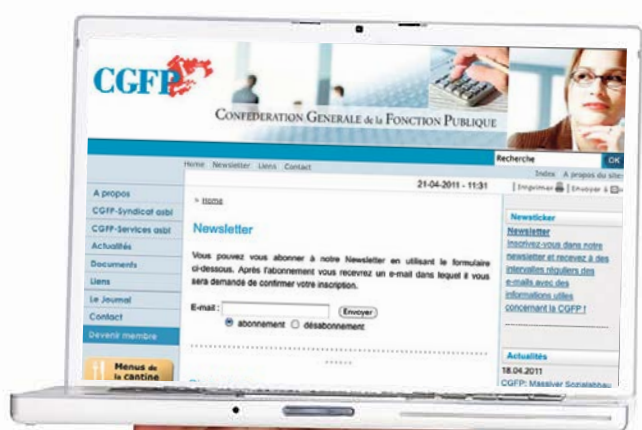 CGFP
CONFEDERATION GENERALE de la FONCTION PUBLIQUE
Recherche OK
Home Newsletter Liens Contact
Index A propos du site
21-04-2011 - 11:31
Imprimer Envoyer à
A propos
CGFP-Syndicat asbl
CGFP-Services asbl
Actualités
Documents
Liens
Le Journal
Contact
Devenir membre
Menus de
la cantine
> Home
Newsletter
Vous pouvez vous abonner à notre Newsletter en utilisant le formulaire
ci-dessous. Après l'abonnement vous recevrez un e-mail dans lequel il vous
sera demandé de confirmer votre inscription.
E-mail : Envoyer
abonnement désabonnement
Newsticker
Newsletter
Inscrivez-vous dans notre
newsletter et recevez à des
intervalles réguliers des
e-mails avec des
informations utiles
concernant la CGFP !
Actualités
18.04.2011
CGFP: Massiver Sozialabbau